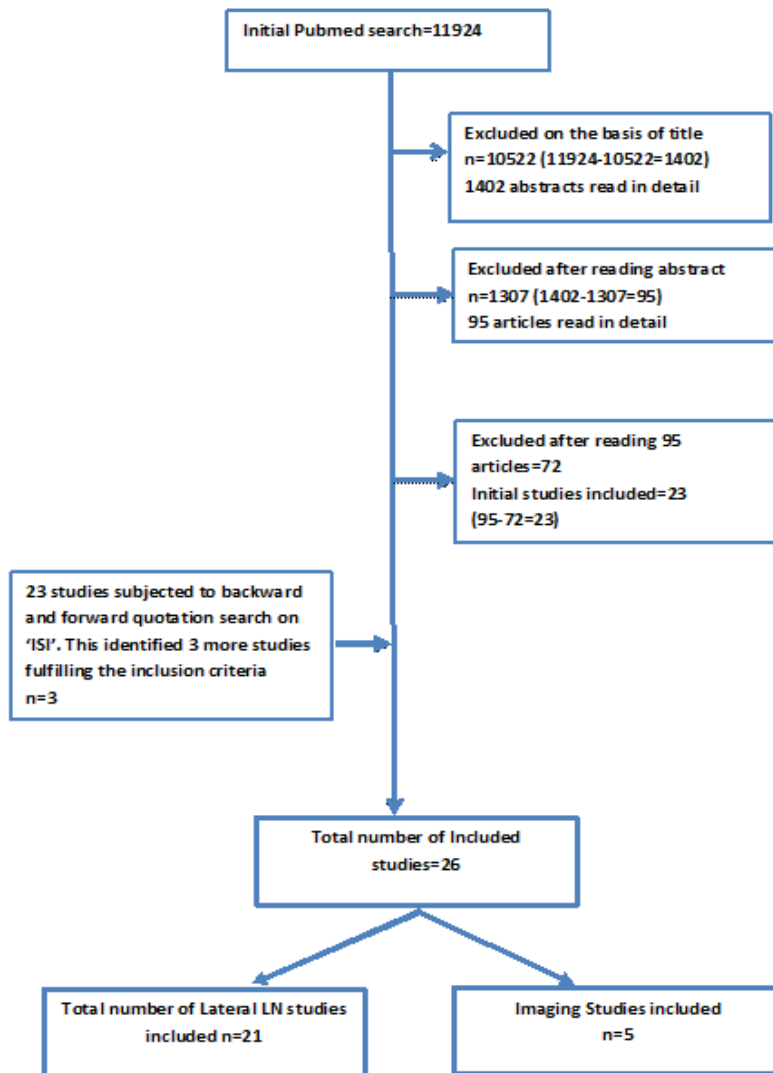 Initial Pubmed search=11924
Excluded on the basis of title
n=10522 (11924-10522=1402)
1402 abstracts read in detail
Excluded after reading abstract
n=1307 (1402-1307=95)
95 articles read in detail
Excluded after reading 95
articles=72
Initial studies included=23
(95-72=23)
23 studies subjected to backward
and forward quotation search on
‘ISI’. This identified 3 more studies
fulfilling the inclusion criteria
n=3
Total number of Included
studies=26
Total number of Lateral LN studies
included n=21
Imaging Studies included
n=5